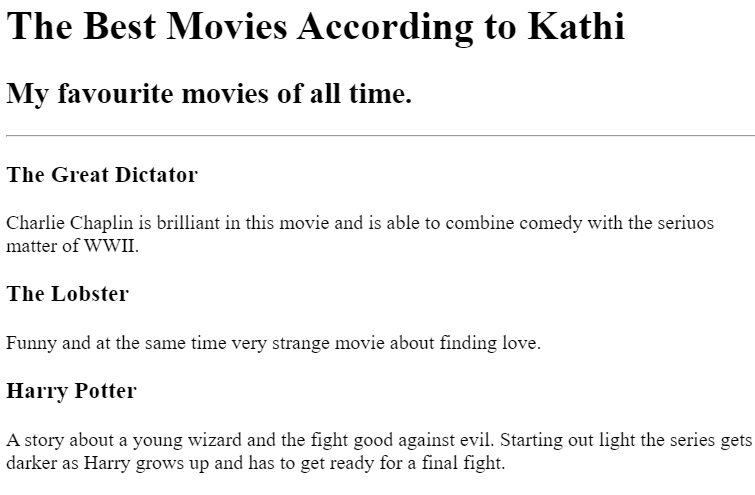 The Best Movies According to Kathi
My favourite movies of all time.
The Great Dictator
Charlie Chaplin is brilliant in this movie and is able to combine comedy with the seriuos
matter of WWII.
The Lobster
Funny and at the same time very strange movie about finding love.
Harry Potter
A story about a young wizard and the fight good against evil. Starting out light the series gets
darker as Harry grows up and has to get ready for a final fight.